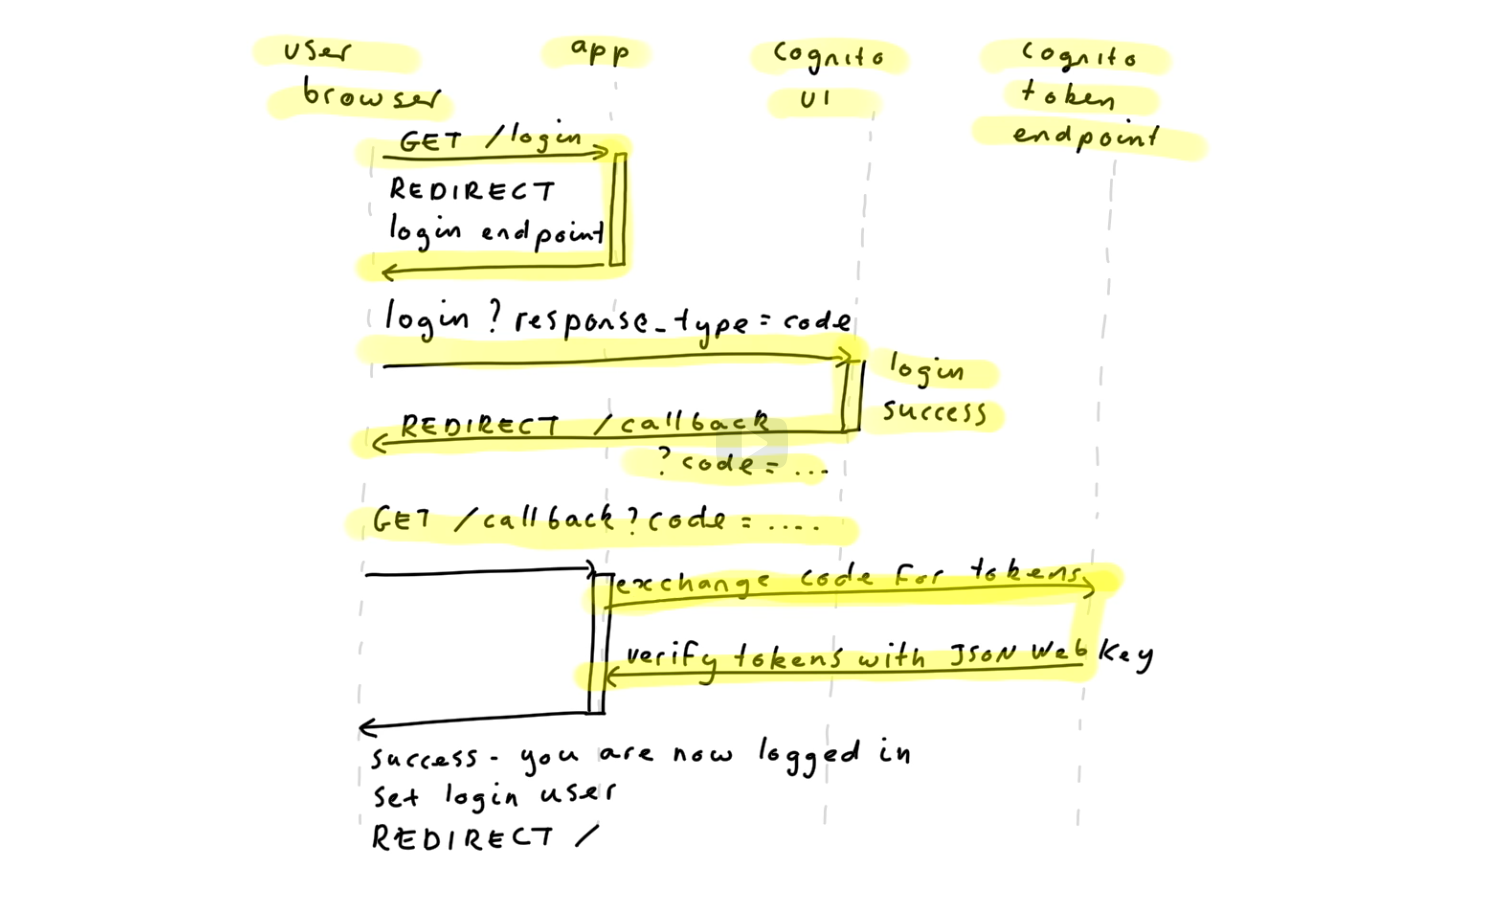 user
browser
app
cognito
UI
cognito
token
endpoint
GET /login
REDIRECT
login endpoint
login ? response_type = code
login
success
REDIRECT /callback
? code = ...
GET /callback ? code = ....
exchange code for tokens
verify tokens with JSON Web Key
success - you are now logged in
set login user
REDIRECT /